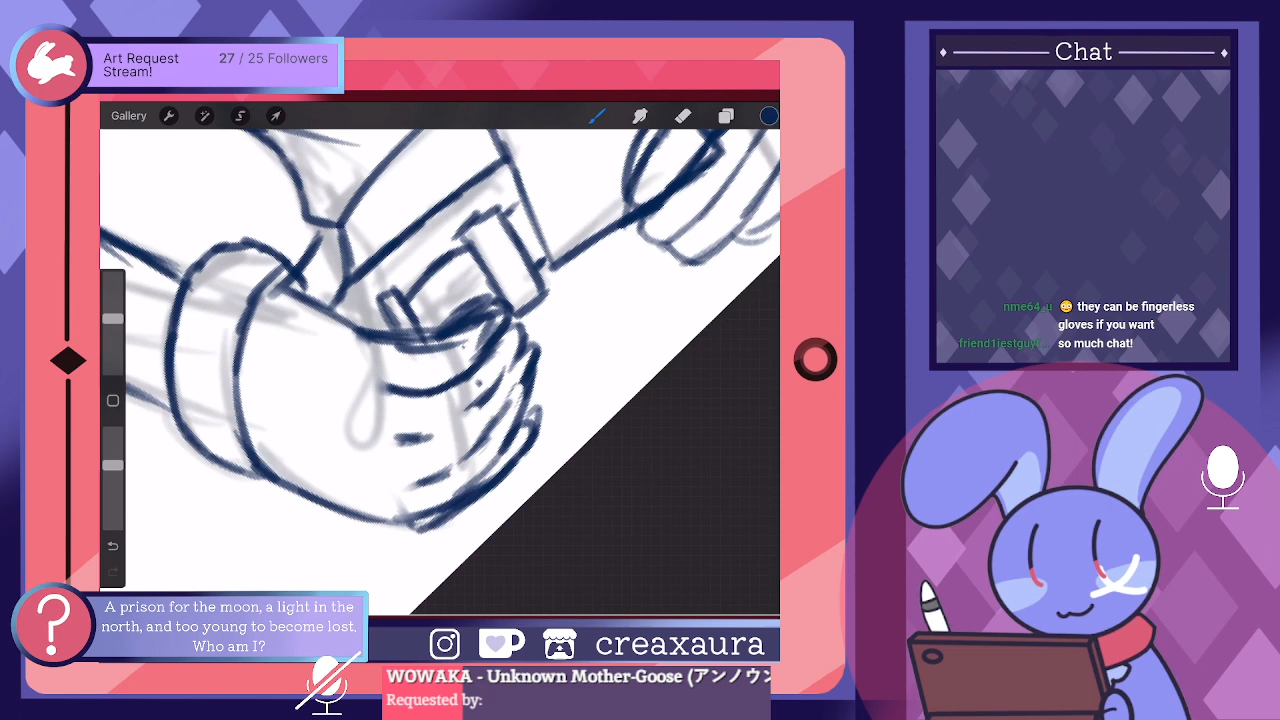 Art Request
Stream!
27 / 25 Followers
Chat
Gallery
nme64_u 😳 they can be fingerless
gloves if you want
so much chat!
A prison for the moon, a light in the
north, and too young to become lost.
Who am I?
creaxaura
WOWAKA - Unknown Mother-Goose (アンノウン
Requested by: